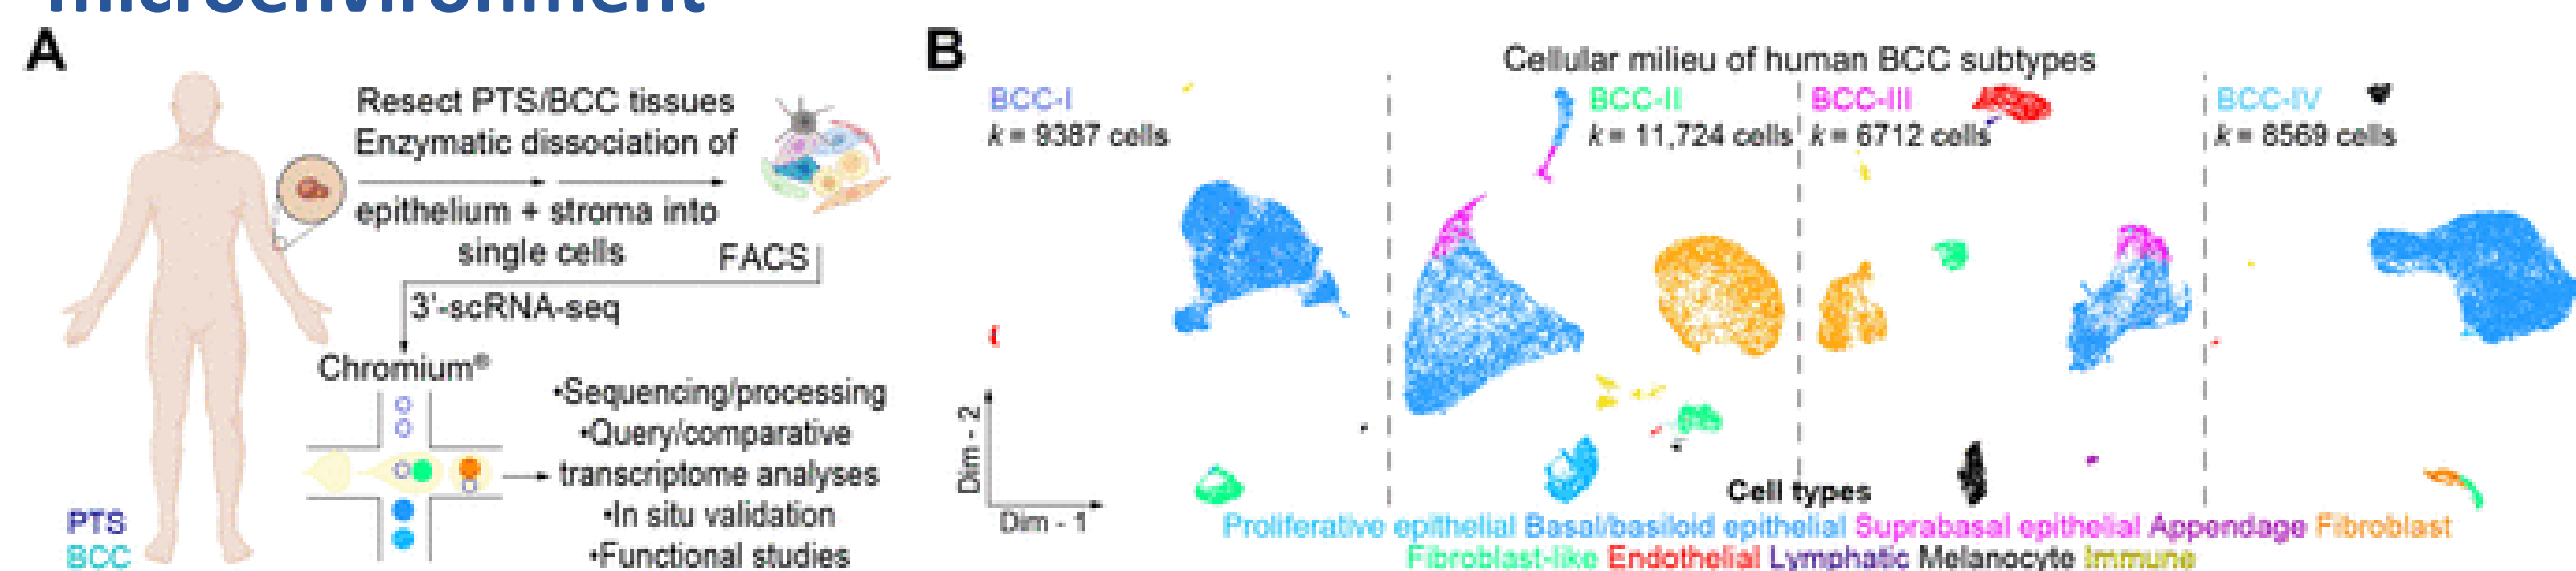 microenvironment
A
Resect PTS/BCC tissues
Enzymatic dissociation of
epithelium + stroma into
single cells
FACS
3'-scRNA-seq
Chromium®
•Sequencing/processing
•Query/comparative
transcriptome analyses
•In situ validation
•Functional studies
PTS
BCC
B
Cellular milieu of human BCC subtypes
BCC-I
k = 9387 cells
BCC-II
k = 11,724 cells
BCC-III
k = 6712 cells
BCC-IV
k = 8569 cells
Dim - 2
Dim - 1
Cell types
Proliferative epithelial Basal/basiloid epithelial Suprabasal epithelial Appendage Fibroblast
Fibroblast-like Endothelial Lymphatic Melanocyte Immune